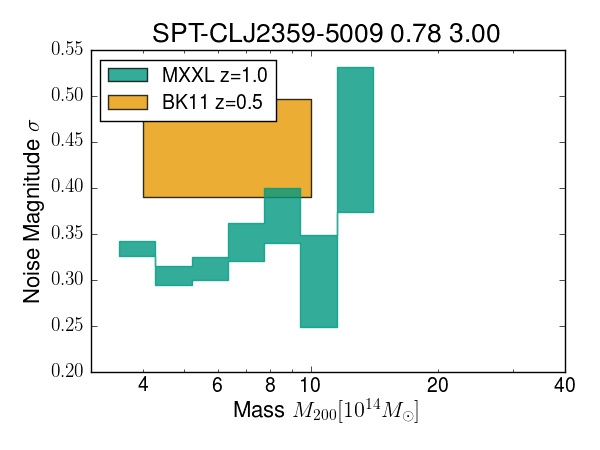 SPT-CLJ2359-5009 0.78 3.00
MXXL z=1.0
BK11 z=0.5
0.55
0.50
0.45
0.40
0.35
0.30
0.25
0.20
Noise Magnitude σ
4 6 8 10 20 40
Mass M₂₀₀[10¹⁴M☉]